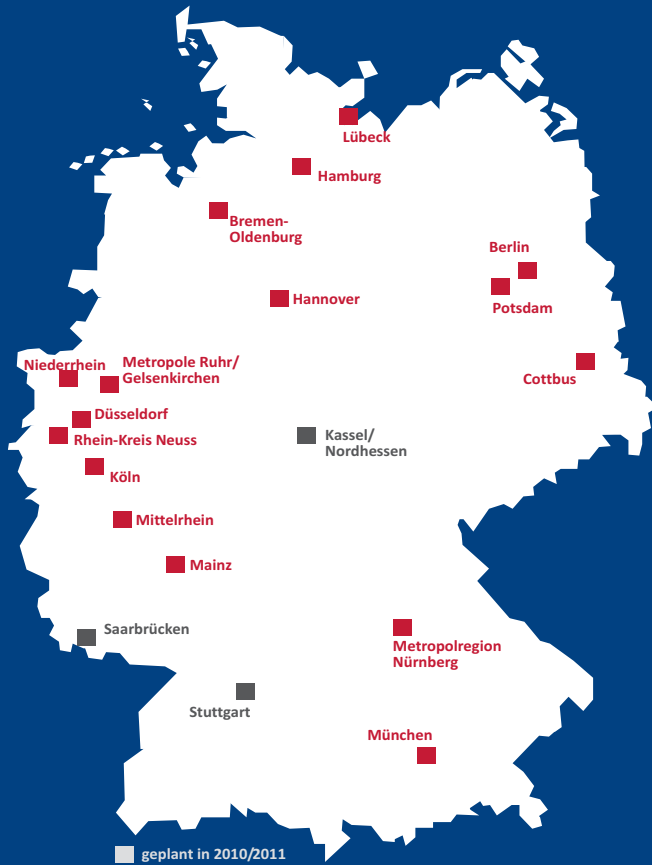 Lübeck
Hamburg
Bremen-
Oldenburg
Berlin
Hannover
Potsdam
Niederrhein
Metropole Ruhr/
Gelsenkirchen
Cottbus
Düsseldorf
Rhein-Kreis Neuss
Kassel/
Nordhessen
Köln
Mittelrhein
Mainz
Saarbrücken
Metropolregion
Nürnberg
Stuttgart
München
geplant in 2010/2011